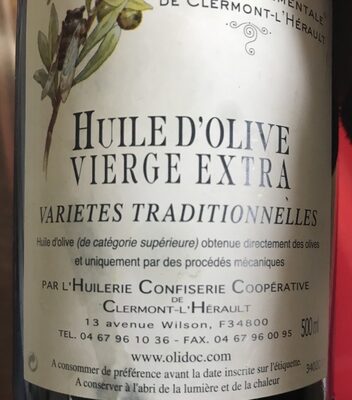 DE CLERMONT-L'HÉRAULT
HUILE D'OLIVE
VIERGE EXTRA
VARIETES TRADITIONNELLES
Huile d'olive (de catégorie supérieure) obtenue directement des olives
et uniquement par des procédés mécaniques
PAR L'HUILERIE CONFISERIE COOPÉRATIVE
DE
CLERMONT-L'HÉRAULT
13 avenue Wilson, F34800
TEL. 04 67 96 10 36 - FAX. 04 67 96 00 95
500 ml
www.olidoc.com
A consommer de préférence avant la date inscrite sur l'étiquette.
A conserver à l'abri de la lumière et de la chaleur